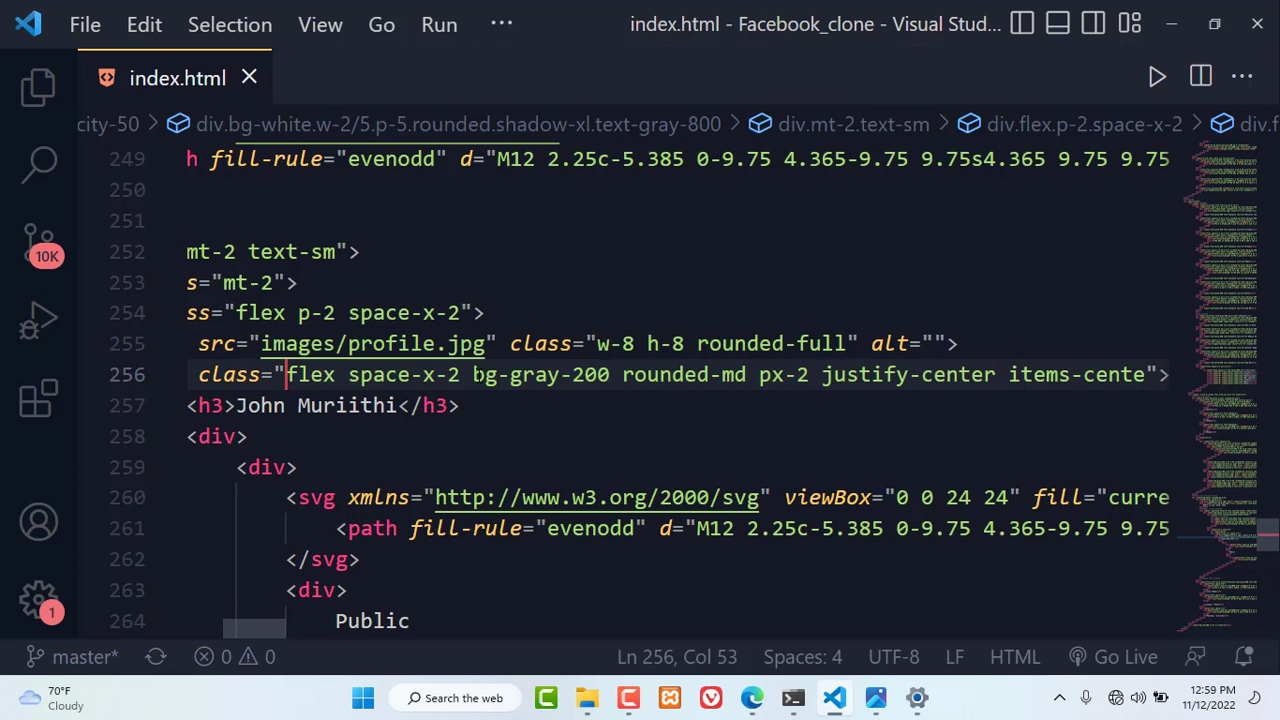 File Edit Selection View Go Run ··· index.html - Facebook_clone - Visual Stud...
index.html
city-50 > div.bg-white.w-2/5.p-5.rounded.shadow-xl.text-gray-800 > div.mt-2.text-sm > div.flex.p-2.space-x-2 > div.f
249 h fill-rule="evenodd" d="M12 2.25c-5.385 0-9.75 4.365-9.75 9.75s4.365 9.75 9.75
250
251
252 mt-2 text-sm">
253 s="mt-2">
254 ss="flex p-2 space-x-2">
255 src="images/profile.jpg" class="w-8 h-8 rounded-full" alt="">
256 class="flex space-x-2 bg-gray-200 rounded-md px-2 justify-center items-cente">
257 <h3>John Muriithi</h3>
258 <div>
259 <div>
260 <svg xmlns="http://www.w3.org/2000/svg" viewBox="0 0 24 24" fill="curre
261 <path fill-rule="evenodd" d="M12 2.25c-5.385 0-9.75 4.365-9.75 9.75
262 </svg>
263 <div>
264 Public
10K
1
master* 0 0 Ln 256, Col 53 Spaces: 4 UTF-8 LF HTML Go Live
70°F
Cloudy
Search the web
12:59 PM
11/12/2022